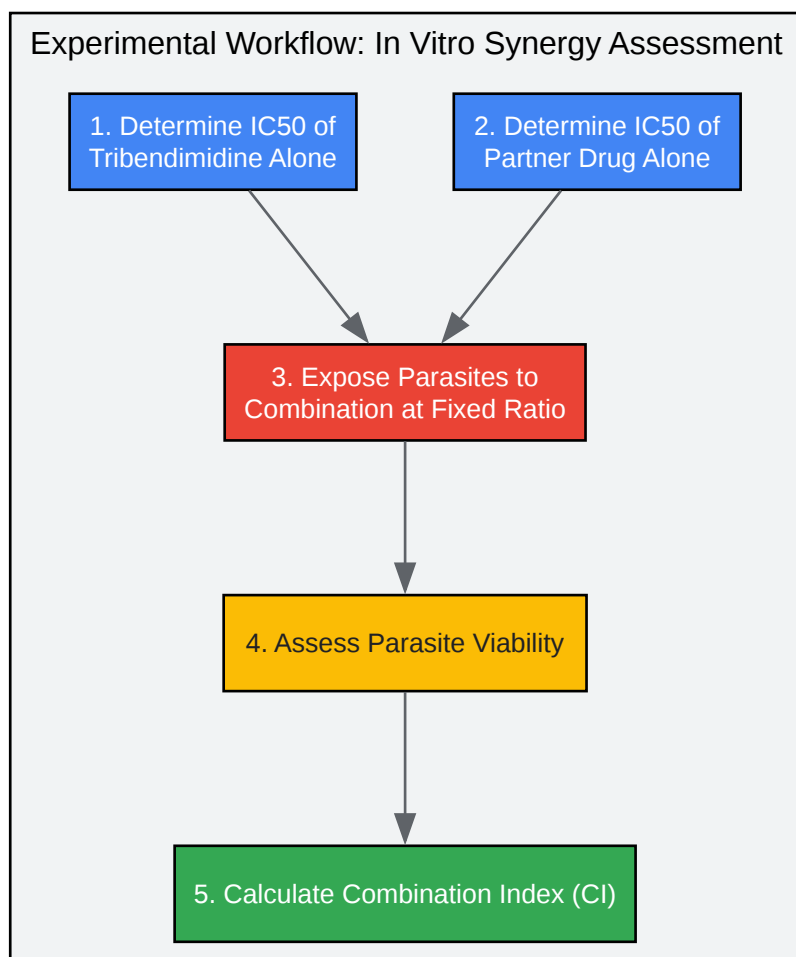 Experimental Workflow: In Vitro Synergy Assessment
1. Determine IC50 of
Tribendimidine Alone
2. Determine IC50 of
Partner Drug Alone
3. Expose Parasites to
Combination at Fixed Ratio
4. Assess Parasite Viability
5. Calculate Combination Index (CI)